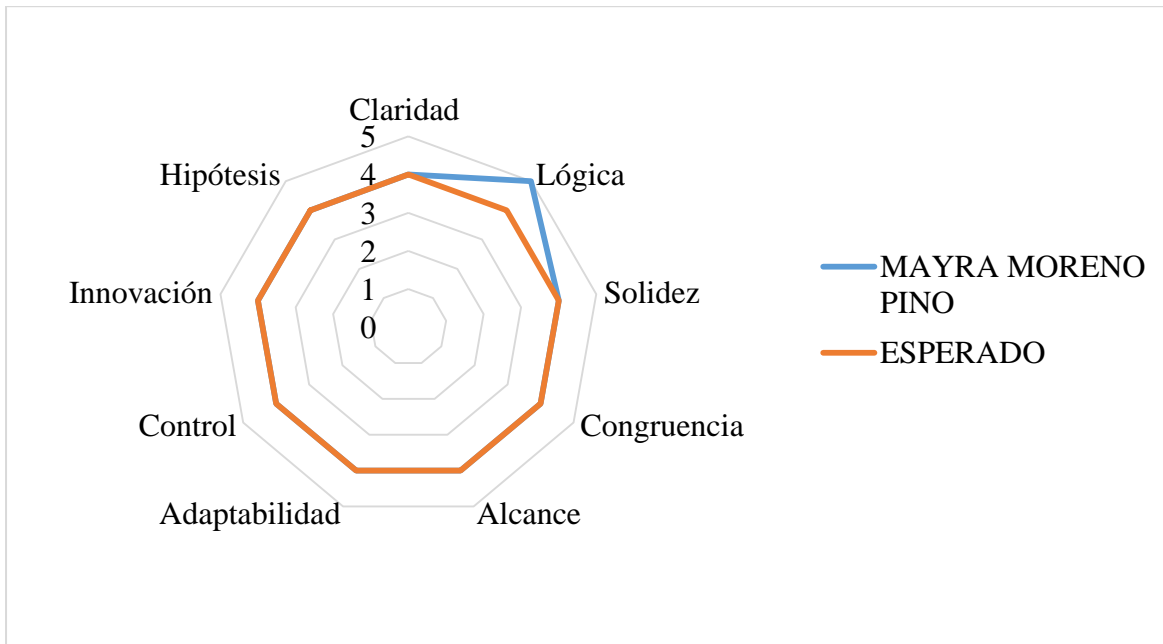 Claridad
5
4
3
2
1
0
Lógica
Solidez
Congruencia
Alcance
Adaptabilidad
Control
Innovación
Hipótesis
MAYRA MORENO
PINO
ESPERADO